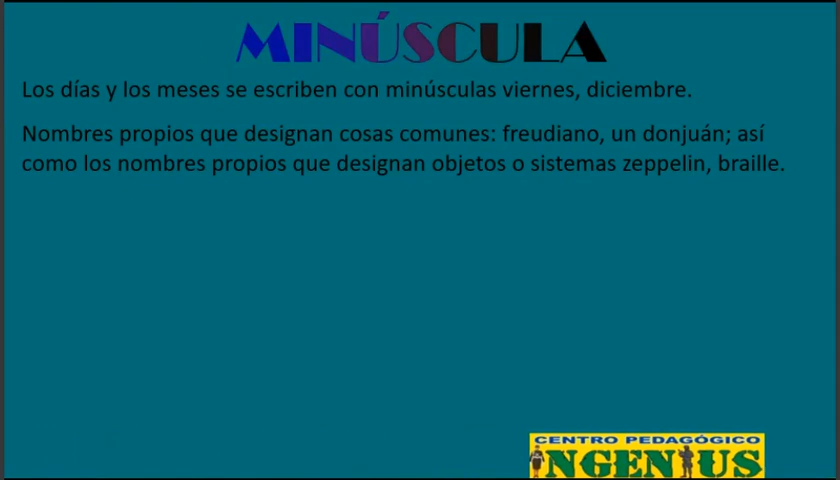 MINÚSCULA
Los días y los meses se escriben con minúsculas viernes, diciembre.
Nombres propios que designan cosas comunes: freudiano, un donjuán; así
como los nombres propios que designan objetos o sistemas zeppelin, braille.
CENTRO PEDAGÓGICO
INGENIUS